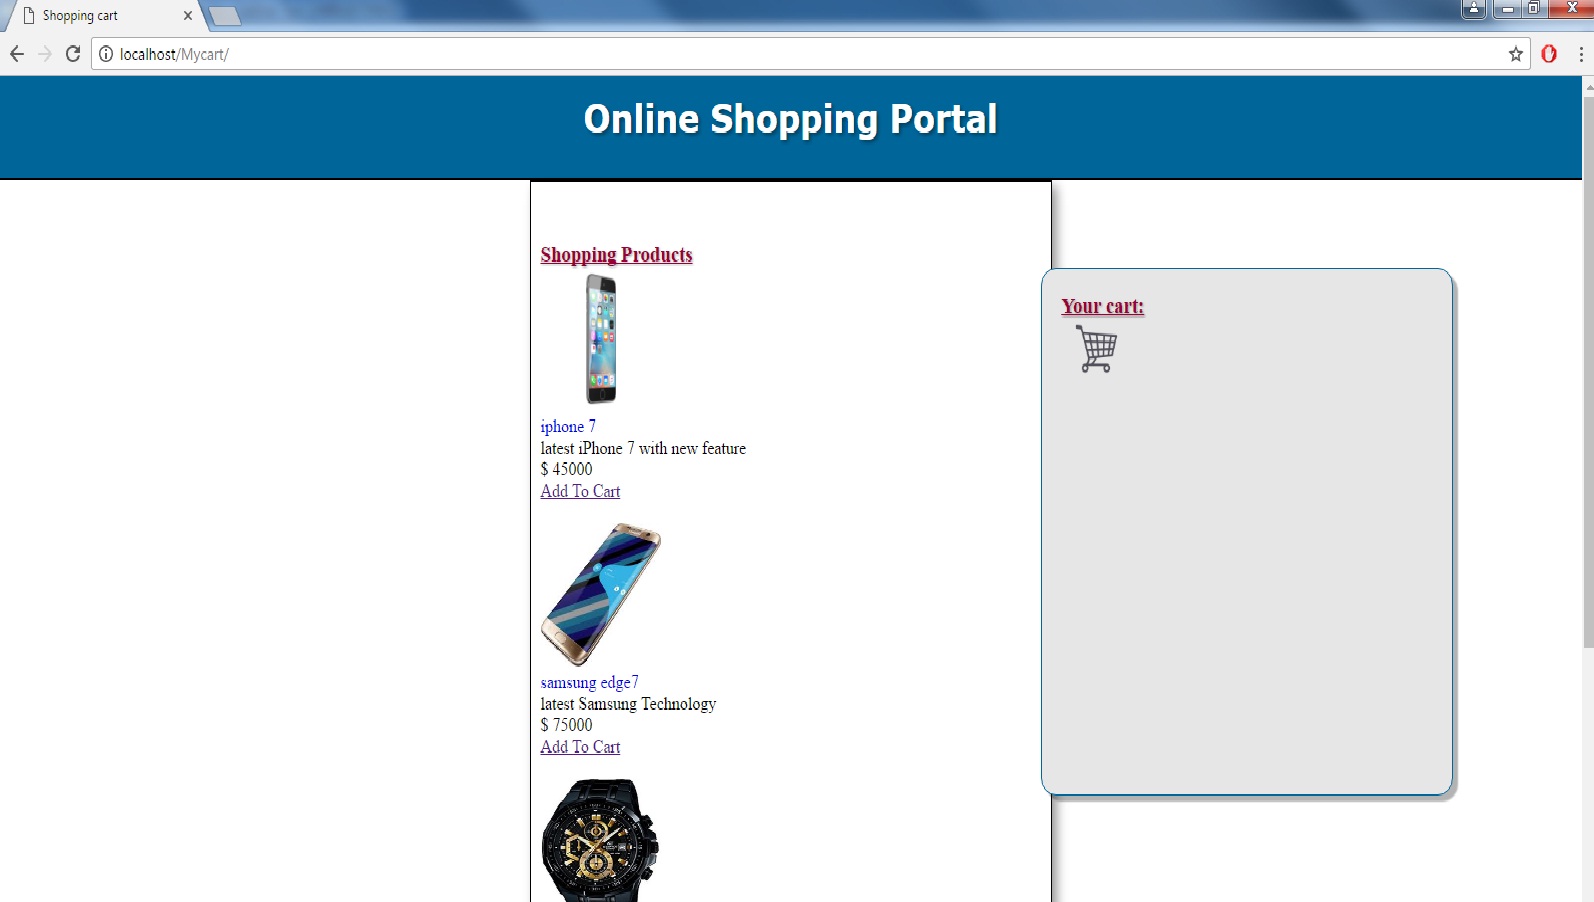 Shopping cart
localhost/Mycart/
Online Shopping Portal
Shopping Products
iphone 7
latest iPhone 7 with new feature
$ 45000
Add To Cart
samsung edge7
latest Samsung Technology
$ 75000
Add To Cart
Your cart: